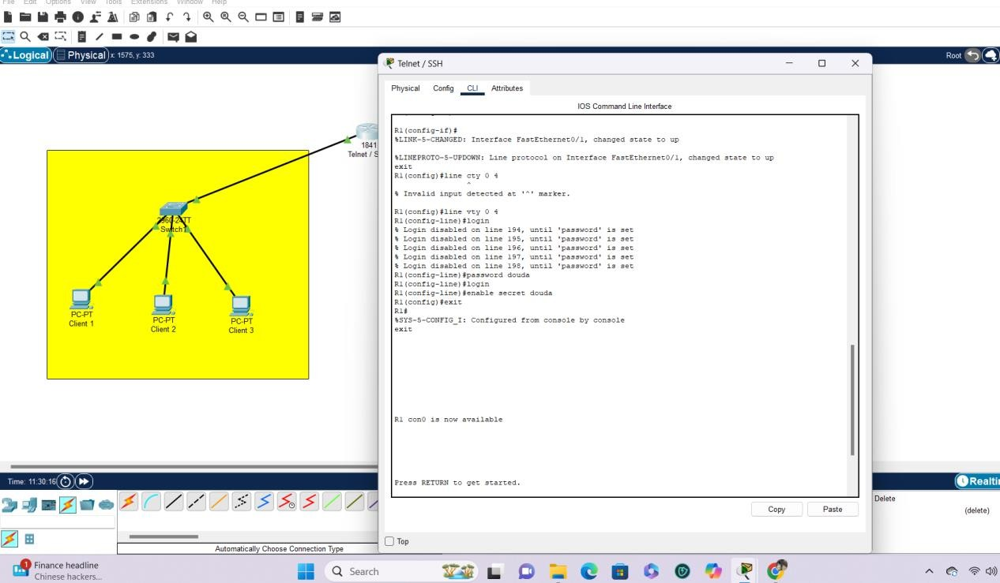 File Edit Options View Tools Extensions Window Help
Logical Physical x: 1575, y: 333
Root
Telnet / SSH
Physical Config CLI Attributes
IOS Command Line Interface
R1(config-if)#
%LINK-5-CHANGED: Interface FastEthernet0/1, changed state to up
%LINEPROTO-5-UPDOWN: Line protocol on Interface FastEthernet0/1, changed state to up
exit
R1(config)#line cty 0 4
^
% Invalid input detected at '^' marker.
R1(config)#line vty 0 4
R1(config-line)#login
% Login disabled on line 194, until 'password' is set
% Login disabled on line 195, until 'password' is set
% Login disabled on line 196, until 'password' is set
% Login disabled on line 197, until 'password' is set
% Login disabled on line 198, until 'password' is set
R1(config-line)#password douda
R1(config-line)#login
R1(config-line)#enable secret douda
R1(config)#exit
R1#
%SYS-5-CONFIG_I: Configured from console by console
exit
R1 con0 is now available
Press RETURN to get started.
Copy Paste
Top
1841
Telnet / S
2960-24TT
Switch1
PC-PT
Client 1
PC-PT
Client 2
PC-PT
Client 3
Time: 11:30:16
Realti
Delete
(delete)
Automatically Choose Connection Type
1
Finance headline
Chinese hackers...
Search